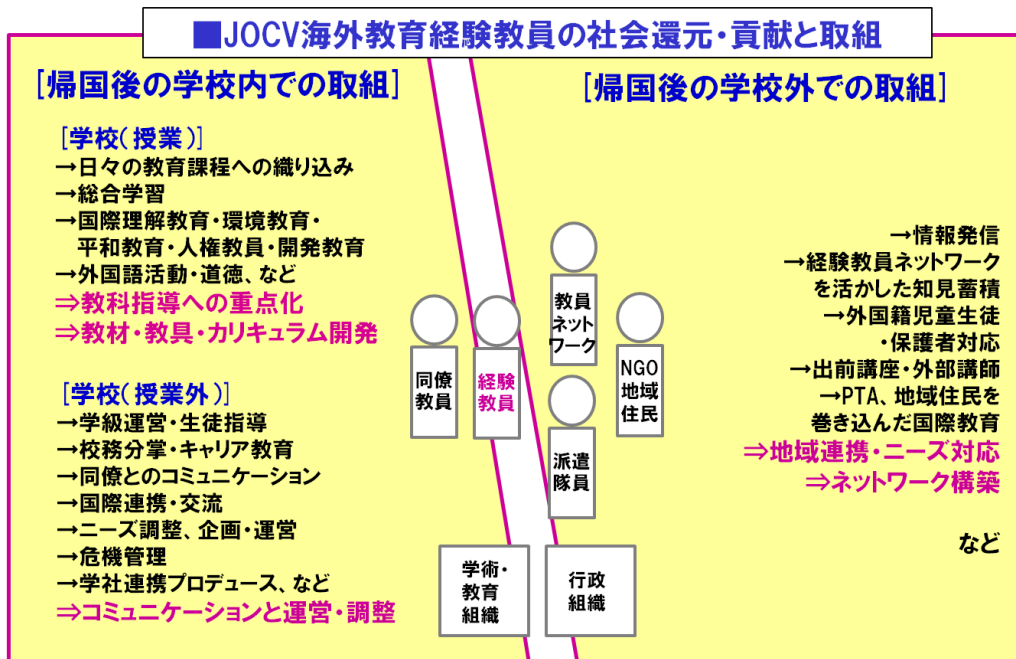 ■JOCV海外教育経験教員の社会還元・貢献と取組
[帰国後の学校内での取組]
[学校(授業)]
→日々の教育課程への織り込み
→総合学習
→国際理解教育・環境教育・
平和教育・人権教員・開発教育
→外国語活動・道徳、など
⇒教科指導への重点化
⇒教材・教具・カリキュラム開発
[学校(授業外)]
→学級運営・生徒指導
→校務分掌・キャリア教育
→同僚とのコミュニケーション
→国際連携・交流
→ニーズ調整、企画・運営
→危機管理
→学社連携プロデュース、など
⇒コミュニケーションと運営・調整
同僚
教員
経験
教員
教員
ネット
ワーク
NGO
地域
住民
派遣
隊員
学術・
教育
組織
行政
組織
[帰国後の学校外での取組]
→情報発信
→経験教員ネットワーク
を活かした知見蓄積
→外国籍児童生徒
・保護者対応
→出前講座・外部講師
→PTA、地域住民を
巻き込んだ国際教育
⇒地域連携・ニーズ対応
⇒ネットワーク構築
など